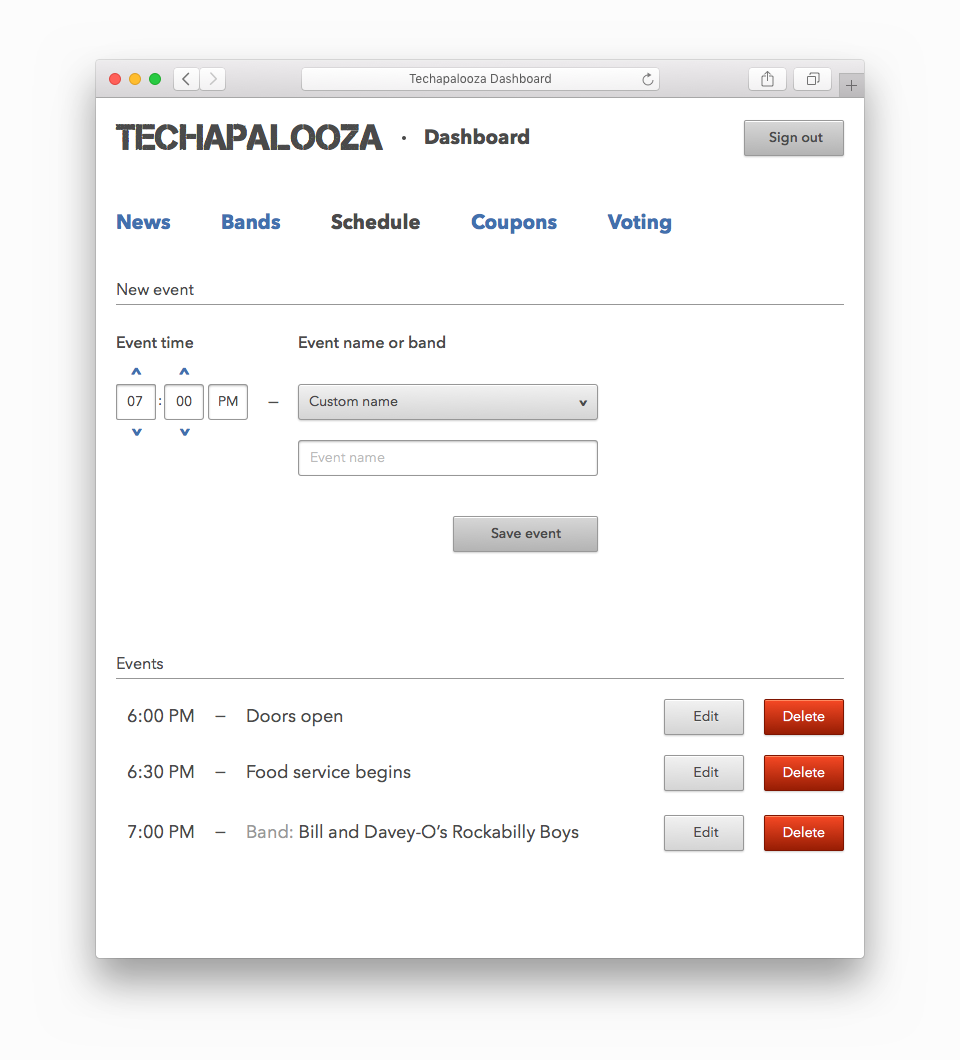 Techapalooza Dashboard
TECHAPALOOZA · Dashboard
Sign out
News Bands Schedule Coupons Voting
New event
Event time Event name or band
07 : 00 PM – Custom name
Event name
Save event
Events
6:00 PM – Doors open Edit Delete
6:30 PM – Food service begins Edit Delete
7:00 PM – Band: Bill and Davey-O’s Rockabilly Boys Edit Delete